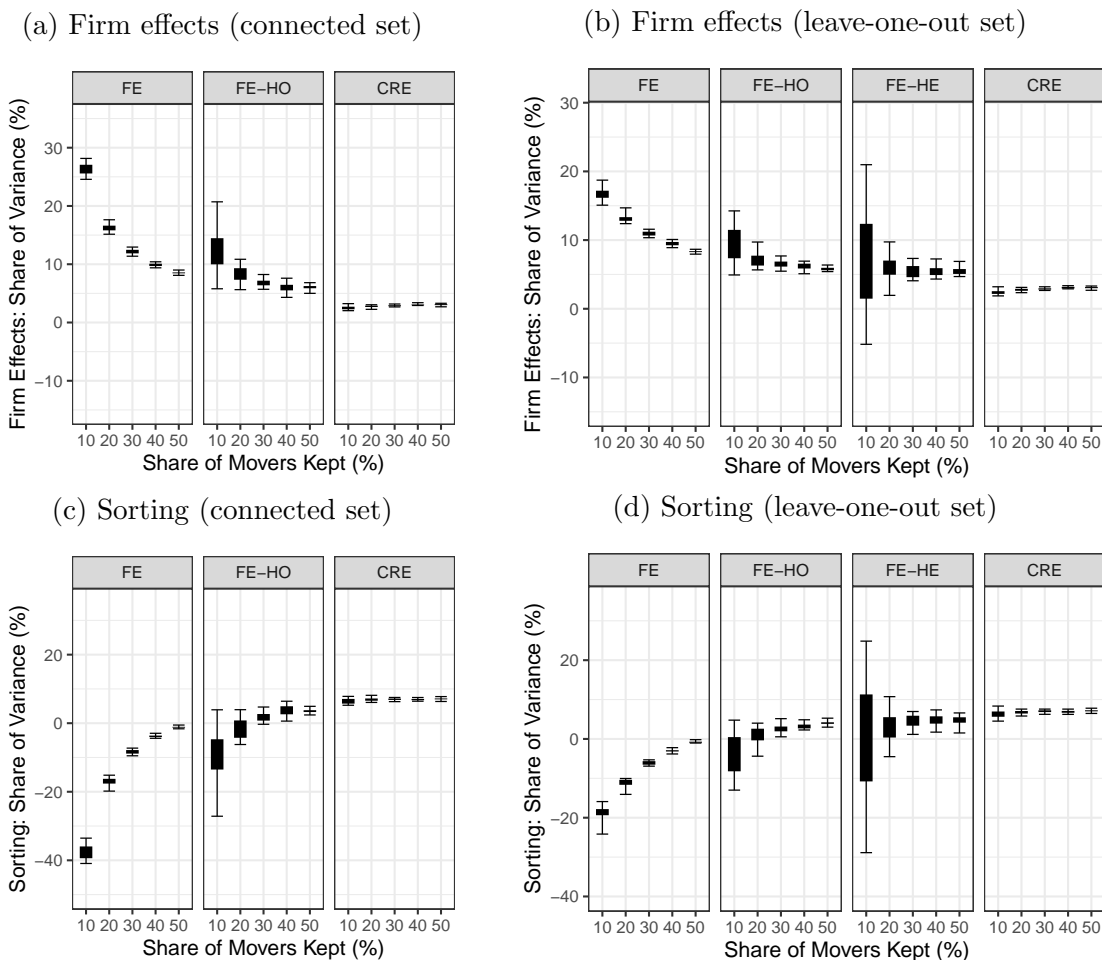 (a) Firm effects (connected set)
FE FE−HO CRE
Firm Effects: Share of Variance (%)
30
20
10
0
−10
10 20 30 40 50 10 20 30 40 50 10 20 30 40 50
Share of Movers Kept (%)
(b) Firm effects (leave-one-out set)
FE FE−HO FE−HE CRE
Firm Effects: Share of Variance (%)
30
20
10
0
−10
10 20 30 40 50 10 20 30 40 50 10 20 30 40 50 10 20 30 40 50
Share of Movers Kept (%)
(c) Sorting (connected set)
FE FE−HO CRE
Sorting: Share of Variance (%)
20
0
−20
−40
10 20 30 40 50 10 20 30 40 50 10 20 30 40 50
Share of Movers Kept (%)
(d) Sorting (leave-one-out set)
FE FE−HO FE−HE CRE
Sorting: Share of Variance (%)
20
0
−20
−40
10 20 30 40 50 10 20 30 40 50 10 20 30 40 50 10 20 30 40 50
Share of Movers Kept (%)